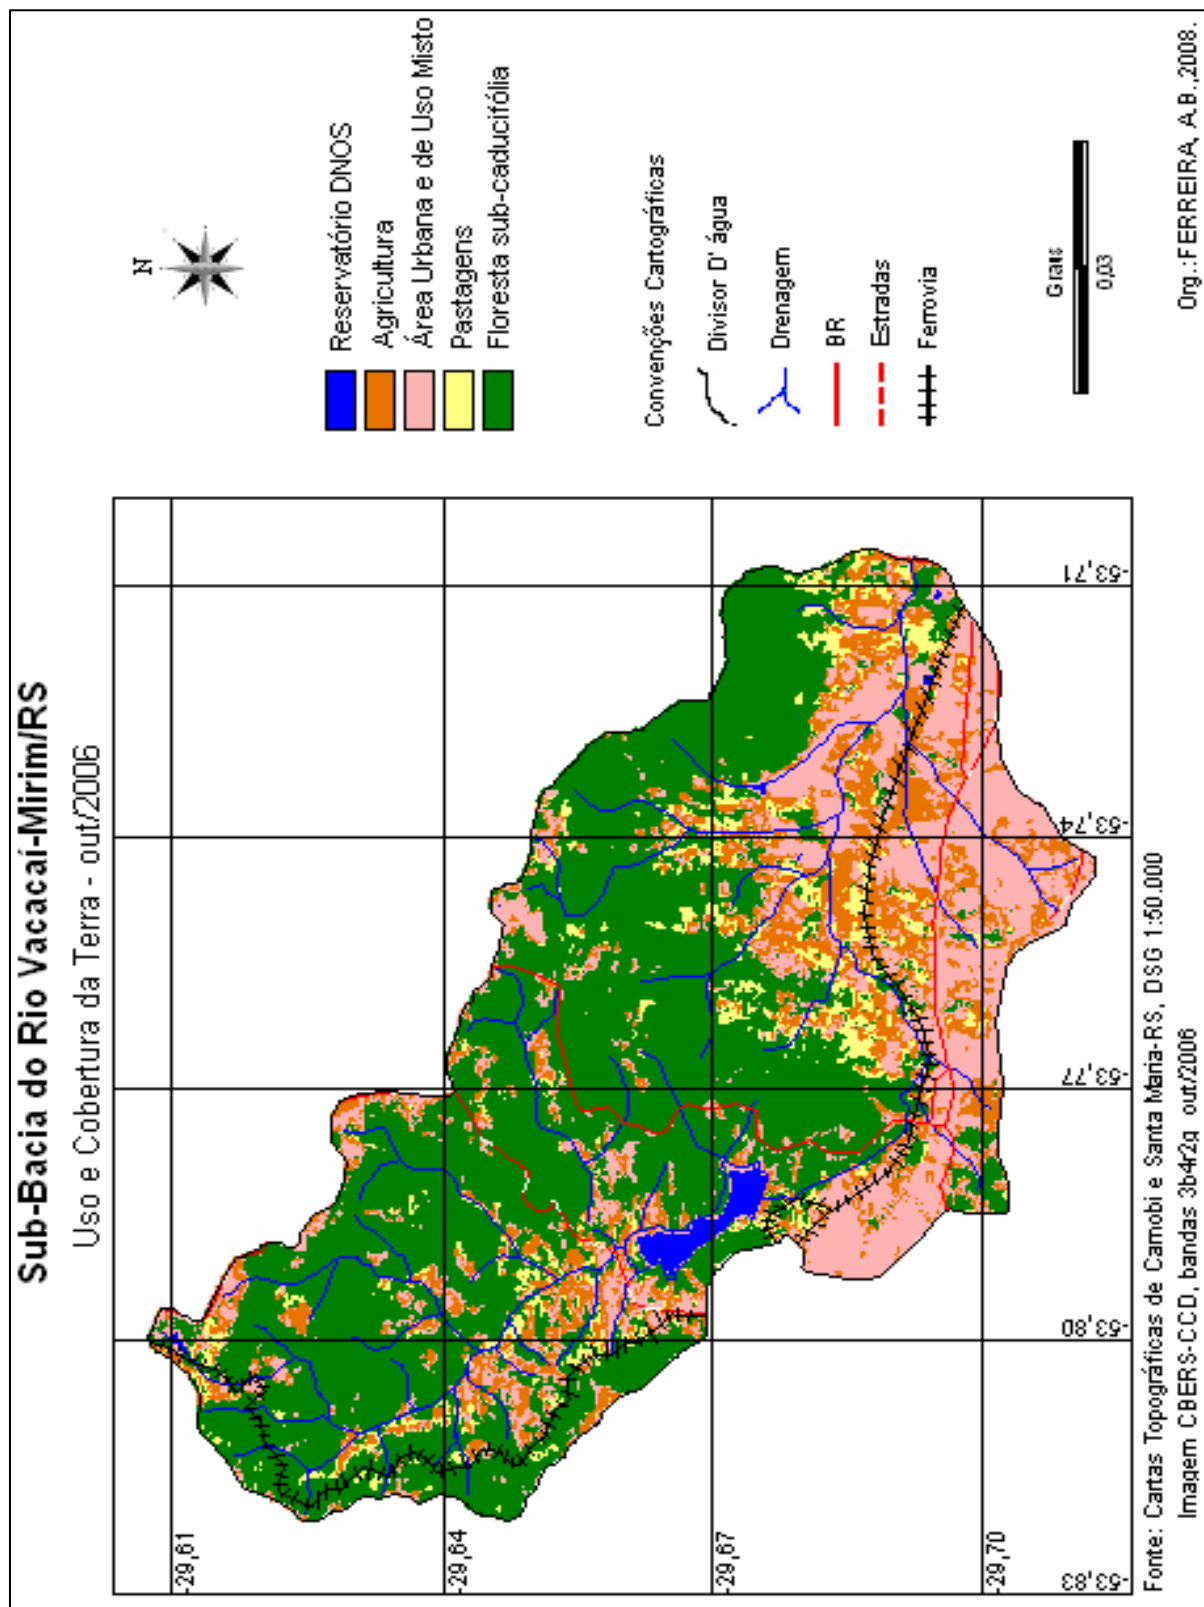 Sub-Bacia do Rio Vacacaí-Mirim/RS
Uso e Cobertura da Terra - out/2006
-29,61
-29,64
-29,67
-29,70
-53,83
-53,80
-53,77
-53,74
-53,71
N
Reservatório DNOS
Agricultura
Área Urbana e de Uso Misto
Pastagens
Floresta sub-caducifólia
Convenções Cartográficas
Divisor D' água
Drenagem
BR
Estradas
Ferrovia
Graus
0,03
Fonte: Cartas Topográficas de Camobi e Santa Maria-RS, DSG 1:50.000
Imagem CBERS-CCD, bandas 3b4r2g out/2006
Org.:FERREIRA, A.B.,2008.